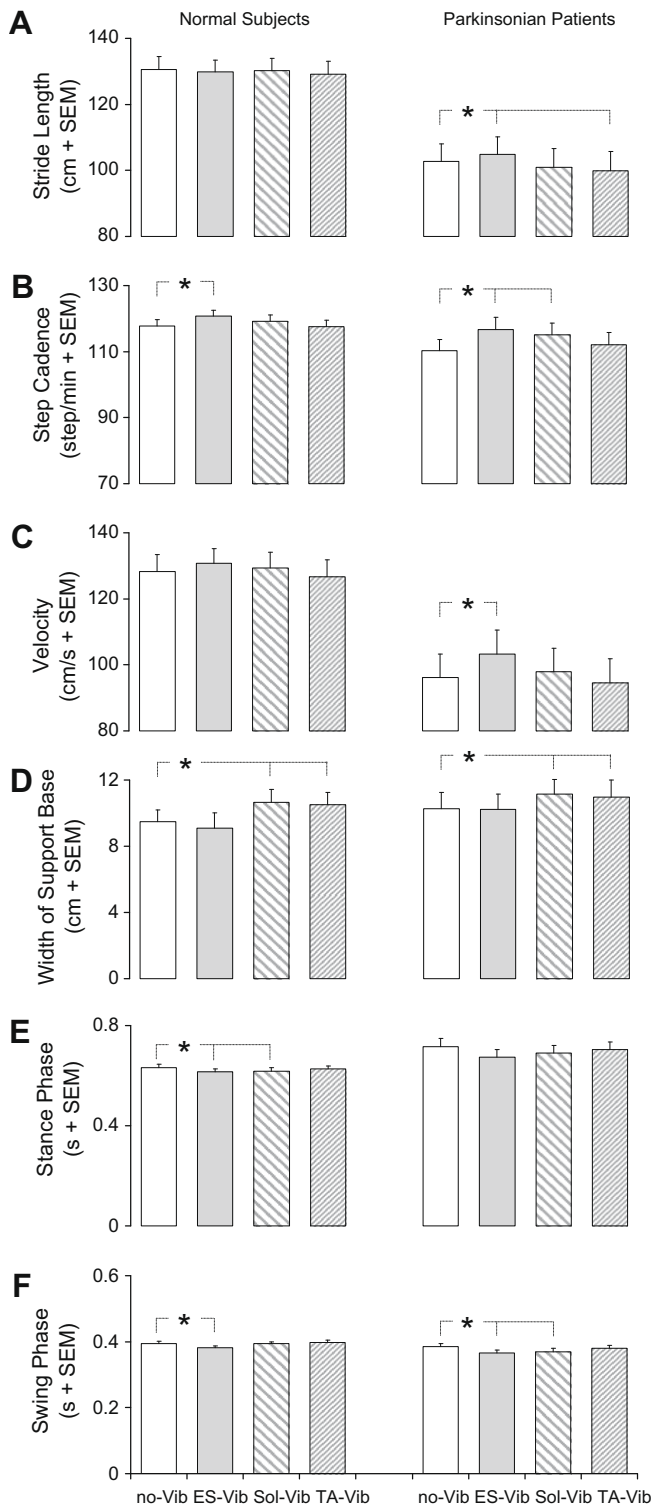 Normal Subjects Parkinsonian Patients
A
Stride Length
(cm + SEM)
130
120
100
80
*
B
Step Cadence
(step/min + SEM)
130
110
90
70
* *
C
Velocity
(cm/s + SEM)
140
120
100
80
*
D
Width of Support Base
(cm + SEM)
12
8
4
0
* *
E
Stance Phase
(s + SEM)
0.8
0.4
0
*
F
Swing Phase
(s + SEM)
0.6
0.4
0.2
0
* *
no-Vib ES-Vib Sol-Vib TA-Vib no-Vib ES-Vib Sol-Vib TA-Vib